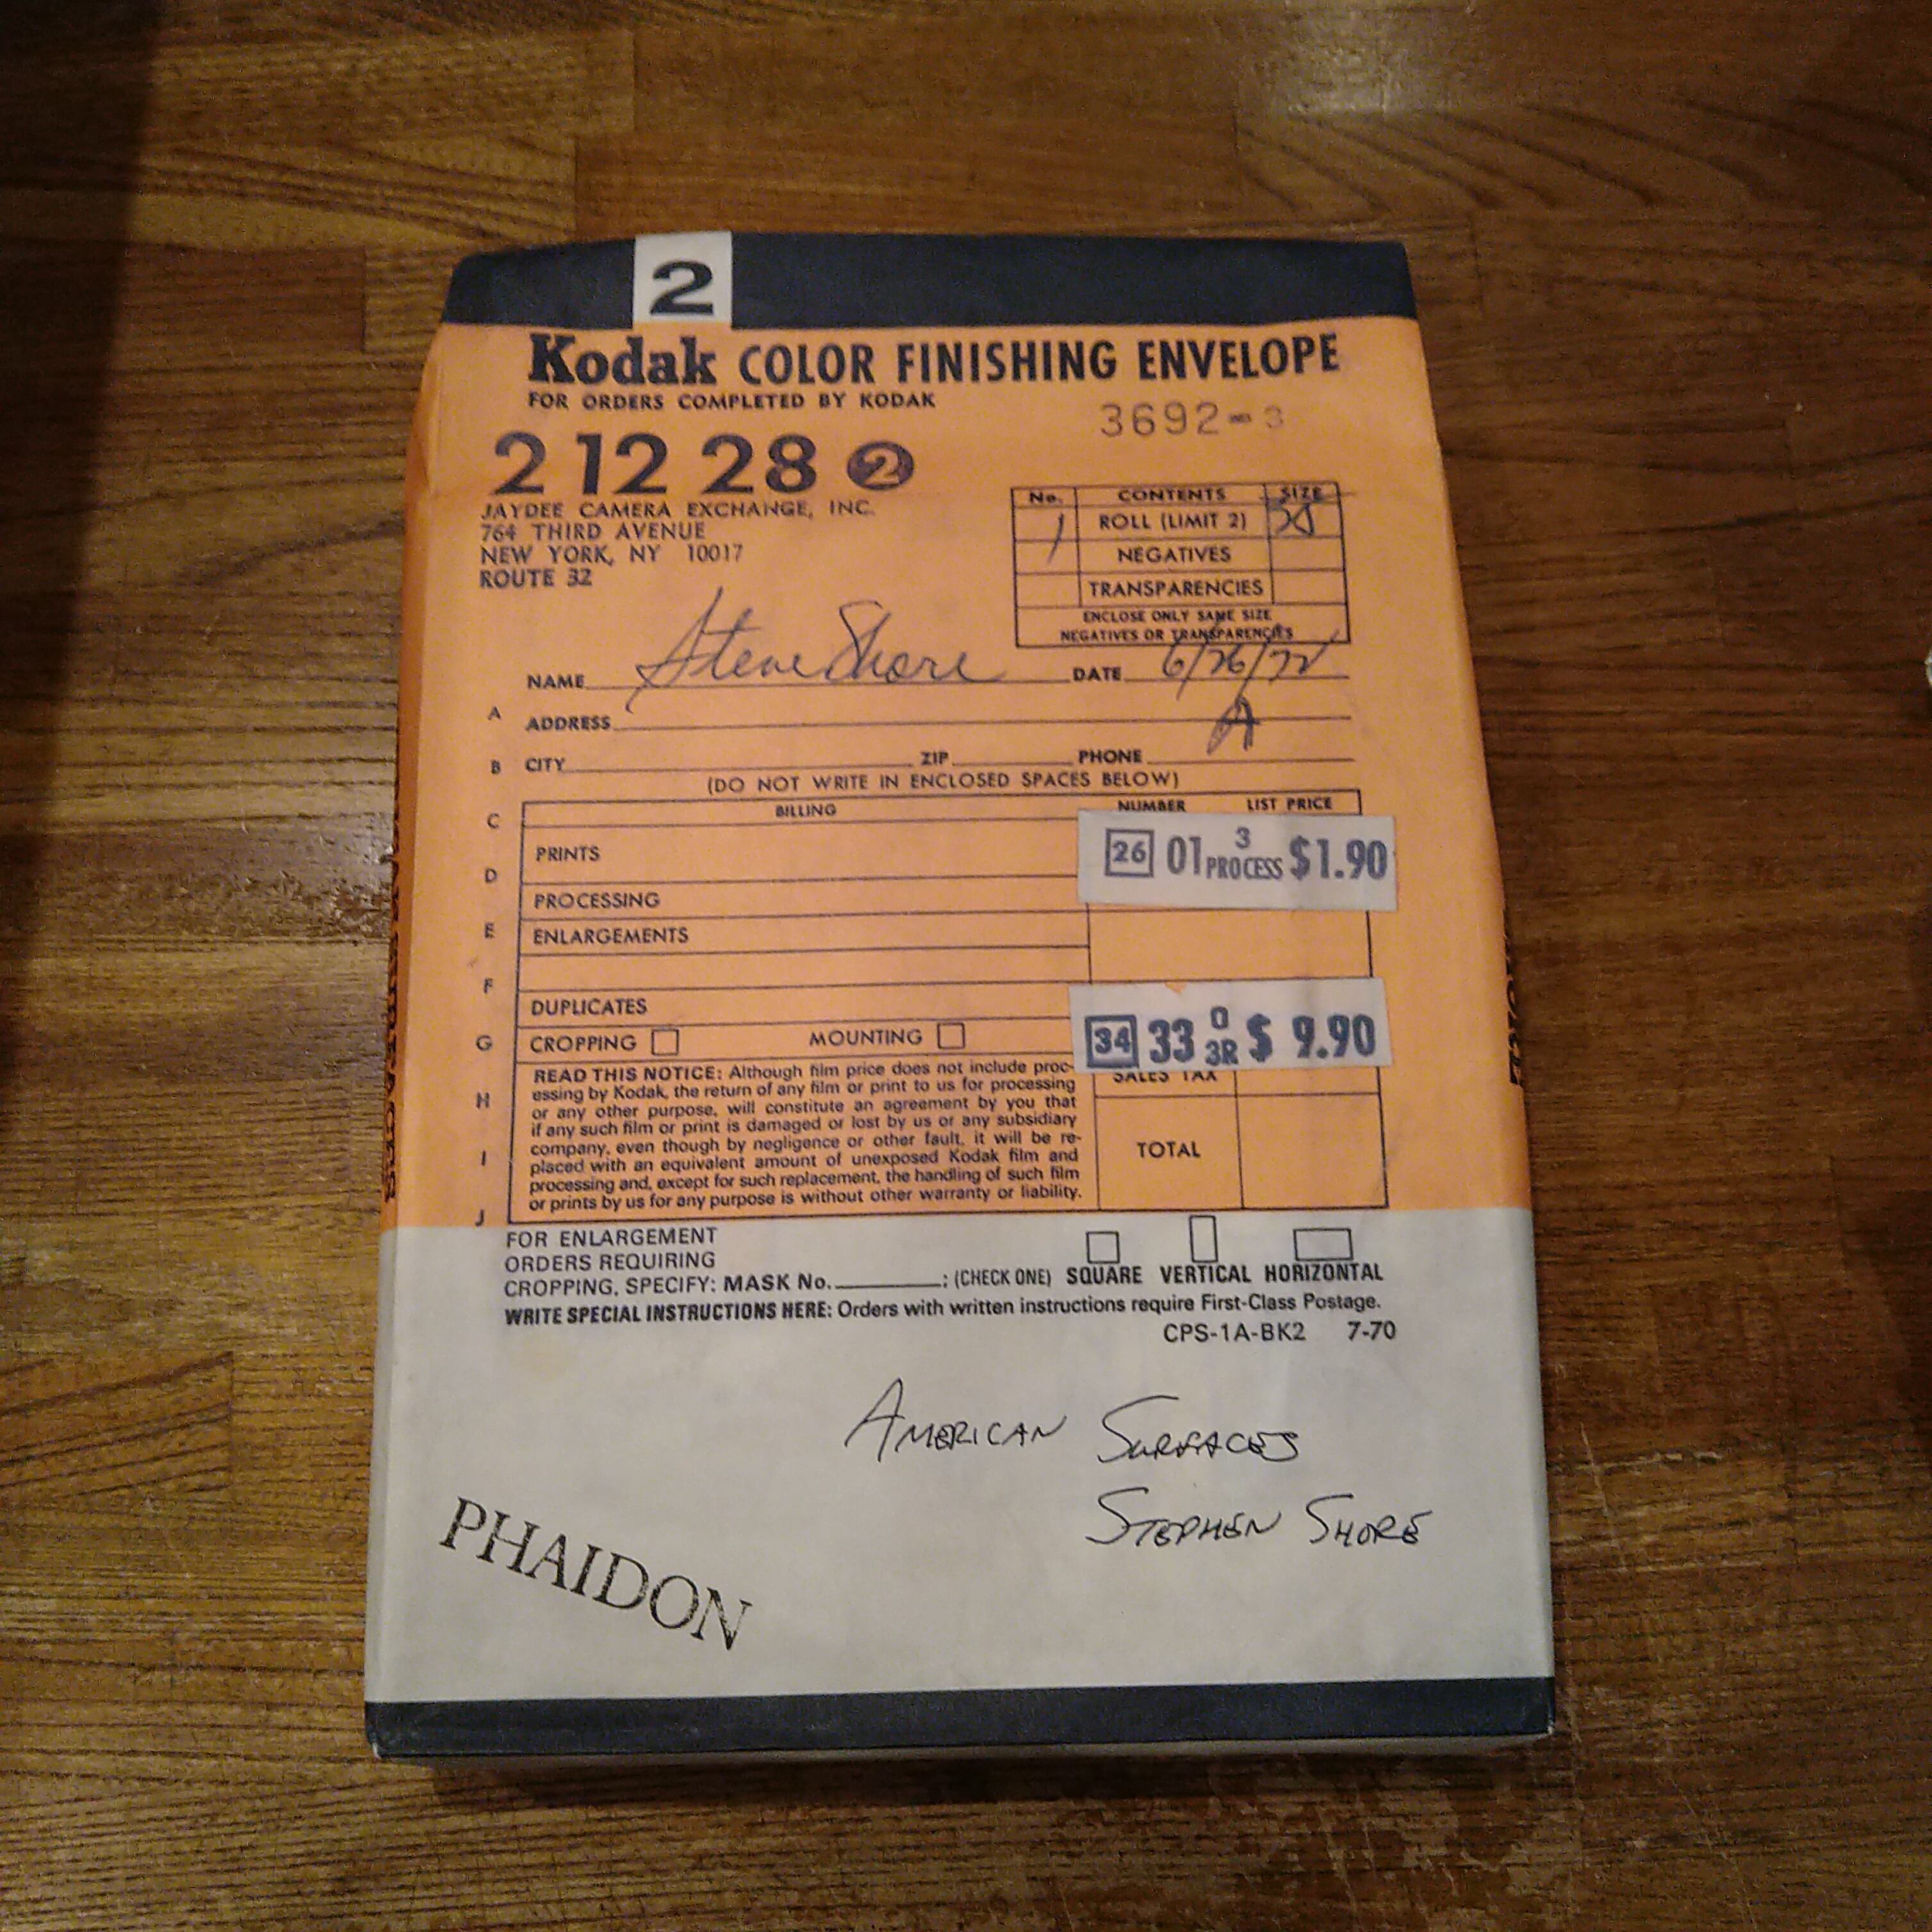 2
Kodak COLOR FINISHING ENVELOPE
FOR ORDERS COMPLETED BY KODAK
3692-3
2 12 28 2
JAYDEE CAMERA EXCHANGE, INC.
764 THIRD AVENUE
NEW YORK, NY 10017
ROUTE 32
No. CONTENTS SIZE
1 ROLL (LIMIT 2)
NEGATIVES
TRANSPARENCIES
ENCLOSE ONLY SAME SIZE
NEGATIVES OR TRANSPARENCIES
NAME Steve Shore DATE 6/26/72
A ADDRESS A
B CITY ZIP PHONE
(DO NOT WRITE IN ENCLOSED SPACES BELOW)
C BILLING NUMBER LIST PRICE
PRINTS 26 01 3 PROCESS $1.90
D
PROCESSING
E ENLARGEMENTS
F
DUPLICATES
G CROPPING MOUNTING 34 33 0 3R $ 9.90
SALES TAX
H
I
J
READ THIS NOTICE: Although film price does not include proc-
essing by Kodak, the return of any film or print to us for processing
or any other purpose, will constitute an agreement by you that
if any such film or print is damaged or lost by us or any subsidiary
company, even though by negligence or other fault, it will be re-
placed with an equivalent amount of unexposed Kodak film and
processing and, except for such replacement, the handling of such film
or prints by us for any purpose is without other warranty or liability.
TOTAL
FOR ENLARGEMENT
ORDERS REQUIRING
CROPPING, SPECIFY: MASK No. : (CHECK ONE) SQUARE VERTICAL HORIZONTAL
WRITE SPECIAL INSTRUCTIONS HERE: Orders with written instructions require First-Class Postage.
CPS-1A-BK2 7-70
AMERICAN SURFACES
STEPHEN SHORE
PHAIDON